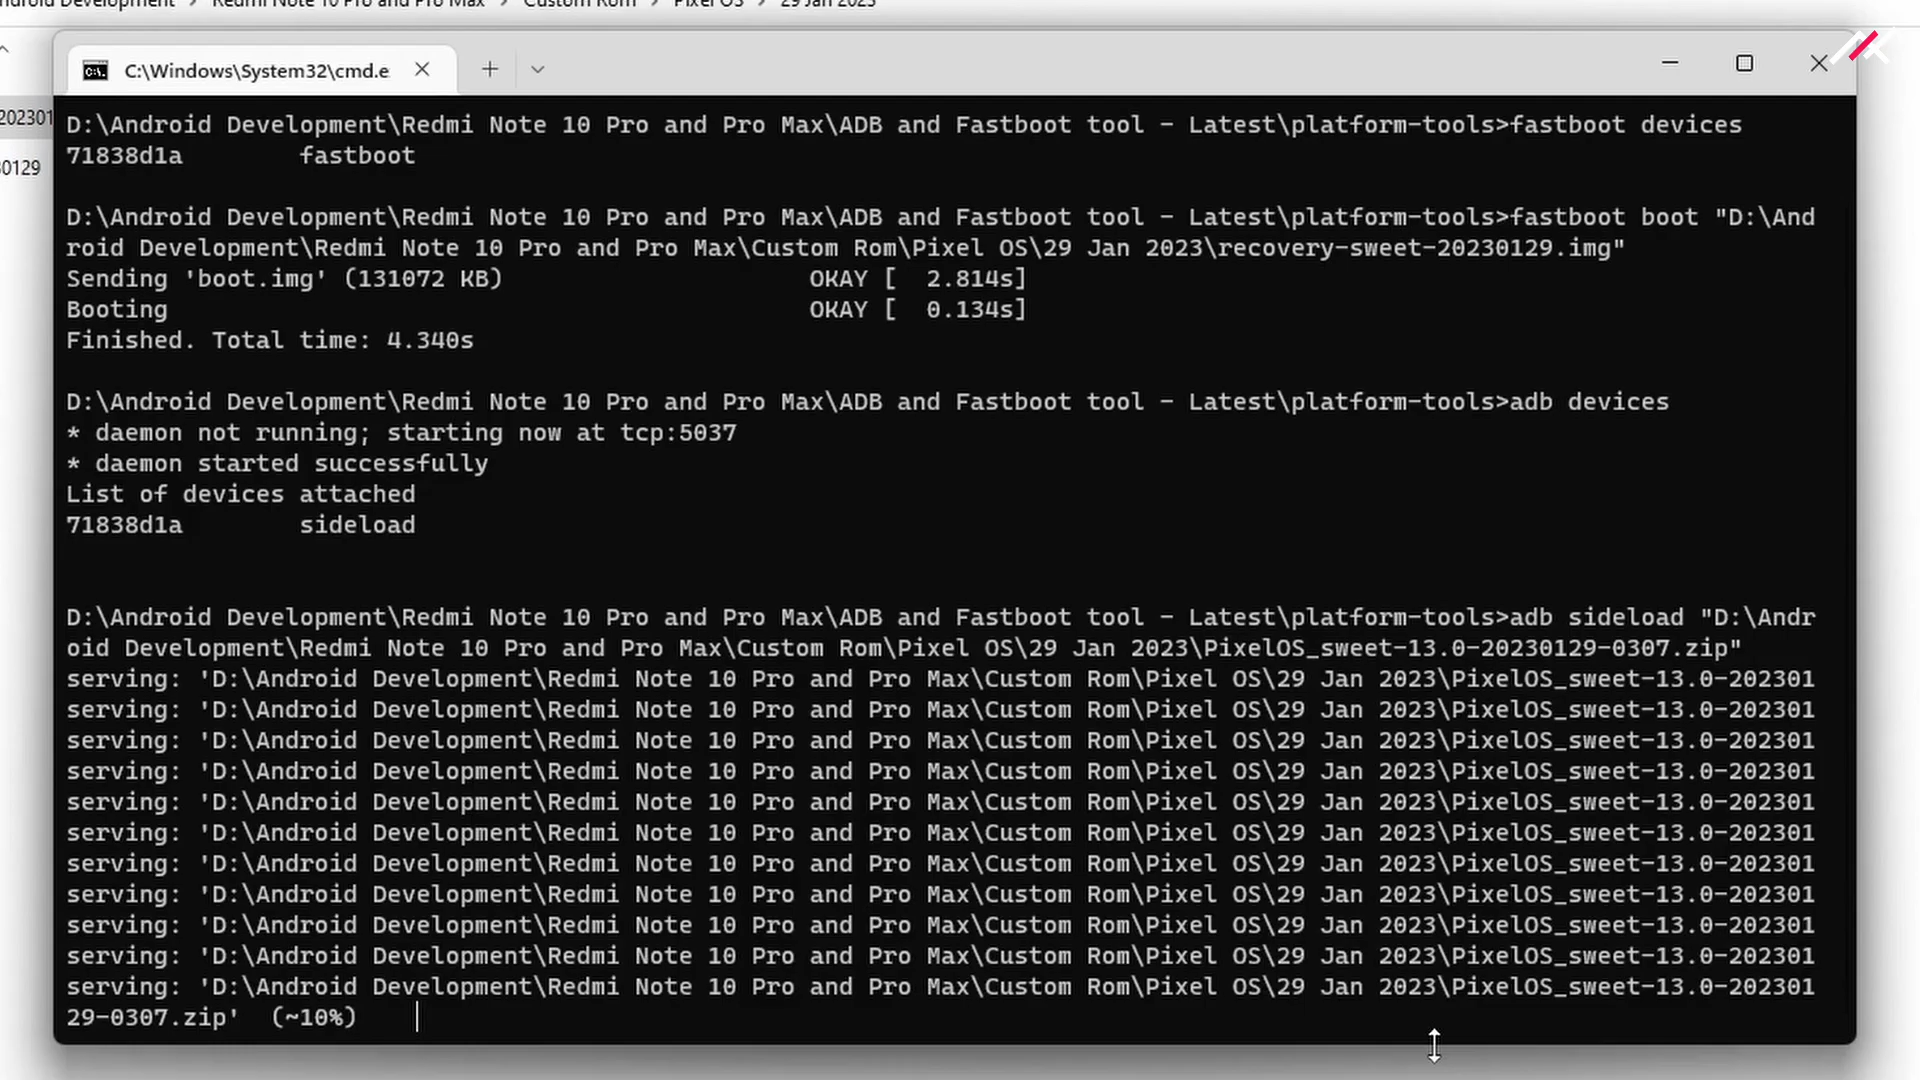 Redmi Note 10 Pro and Pro Max > Custom Rom > Pixel OS > 29 Jan 2023
C:\Windows\System32\cmd.e
202301
30129
D:\Android Development\Redmi Note 10 Pro and Pro Max\ADB and Fastboot tool - Latest\platform-tools>fastboot devices
71838d1a        fastboot
D:\Android Development\Redmi Note 10 Pro and Pro Max\ADB and Fastboot tool - Latest\platform-tools>fastboot boot "D:\And
roid Development\Redmi Note 10 Pro and Pro Max\Custom Rom\Pixel OS\29 Jan 2023\recovery-sweet-20230129.img"
Sending 'boot.img' (131072 KB)                     OKAY [  2.814s]
Booting                                            OKAY [  0.134s]
Finished. Total time: 4.340s
D:\Android Development\Redmi Note 10 Pro and Pro Max\ADB and Fastboot tool - Latest\platform-tools>adb devices
* daemon not running; starting now at tcp:5037
* daemon started successfully
List of devices attached
71838d1a        sideload
D:\Android Development\Redmi Note 10 Pro and Pro Max\ADB and Fastboot tool - Latest\platform-tools>adb sideload "D:\Andr
oid Development\Redmi Note 10 Pro and Pro Max\Custom Rom\Pixel OS\29 Jan 2023\PixelOS_sweet-13.0-20230129-0307.zip"
serving: 'D:\Android Development\Redmi Note 10 Pro and Pro Max\Custom Rom\Pixel OS\29 Jan 2023\PixelOS_sweet-13.0-202301
serving: 'D:\Android Development\Redmi Note 10 Pro and Pro Max\Custom Rom\Pixel OS\29 Jan 2023\PixelOS_sweet-13.0-202301
serving: 'D:\Android Development\Redmi Note 10 Pro and Pro Max\Custom Rom\Pixel OS\29 Jan 2023\PixelOS_sweet-13.0-202301
serving: 'D:\Android Development\Redmi Note 10 Pro and Pro Max\Custom Rom\Pixel OS\29 Jan 2023\PixelOS_sweet-13.0-202301
serving: 'D:\Android Development\Redmi Note 10 Pro and Pro Max\Custom Rom\Pixel OS\29 Jan 2023\PixelOS_sweet-13.0-202301
serving: 'D:\Android Development\Redmi Note 10 Pro and Pro Max\Custom Rom\Pixel OS\29 Jan 2023\PixelOS_sweet-13.0-202301
serving: 'D:\Android Development\Redmi Note 10 Pro and Pro Max\Custom Rom\Pixel OS\29 Jan 2023\PixelOS_sweet-13.0-202301
serving: 'D:\Android Development\Redmi Note 10 Pro and Pro Max\Custom Rom\Pixel OS\29 Jan 2023\PixelOS_sweet-13.0-202301
serving: 'D:\Android Development\Redmi Note 10 Pro and Pro Max\Custom Rom\Pixel OS\29 Jan 2023\PixelOS_sweet-13.0-202301
serving: 'D:\Android Development\Redmi Note 10 Pro and Pro Max\Custom Rom\Pixel OS\29 Jan 2023\PixelOS_sweet-13.0-202301
serving: 'D:\Android Development\Redmi Note 10 Pro and Pro Max\Custom Rom\Pixel OS\29 Jan 2023\PixelOS_sweet-13.0-202301
29-0307.zip'  (~10%)